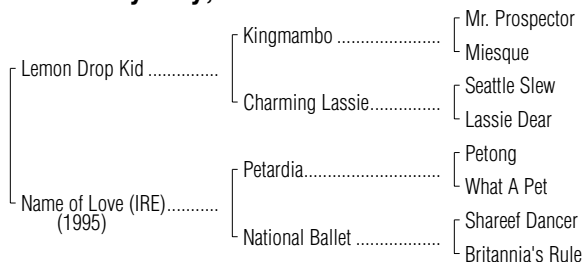 Mr. Prospector
Kingmambo ..................
Miesque
Lemon Drop Kid ..............
Seattle Slew
Charming Lassie................
Lassie Dear
Petong
Petardia...........................
What A Pet
Name of Love (IRE)..........
(1995)
Shareef Dancer
National Ballet ..................
Britannia's Rule